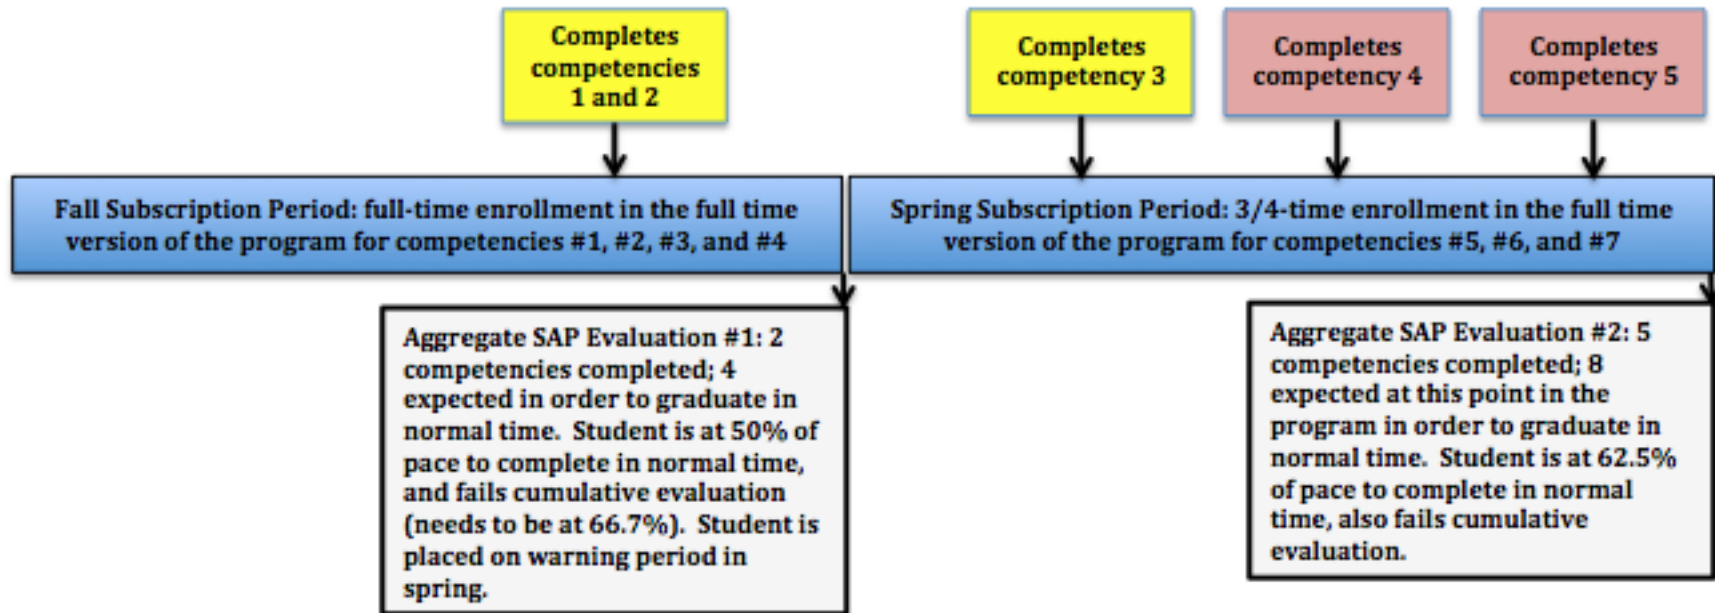 Completes
competencies
1 and 2
Completes
competency 3
Completes
competency 4
Completes
competency 5
Fall Subscription Period: full-time enrollment in the full time
version of the program for competencies #1, #2, #3, and #4
Spring Subscription Period: 3/4-time enrollment in the full time
version of the program for competencies #5, #6, and #7
Aggregate SAP Evaluation #1: 2
competencies completed; 4
expected in order to graduate in
normal time.  Student is at 50% of
pace to complete in normal time,
and fails cumulative evaluation
(needs to be at 66.7%).  Student is
placed on warning period in
spring.
Aggregate SAP Evaluation #2: 5
competencies completed; 8
expected at this point in the
program in order to graduate in
normal time.  Student is at 62.5%
of pace to complete in normal
time, also fails cumulative
evaluation.